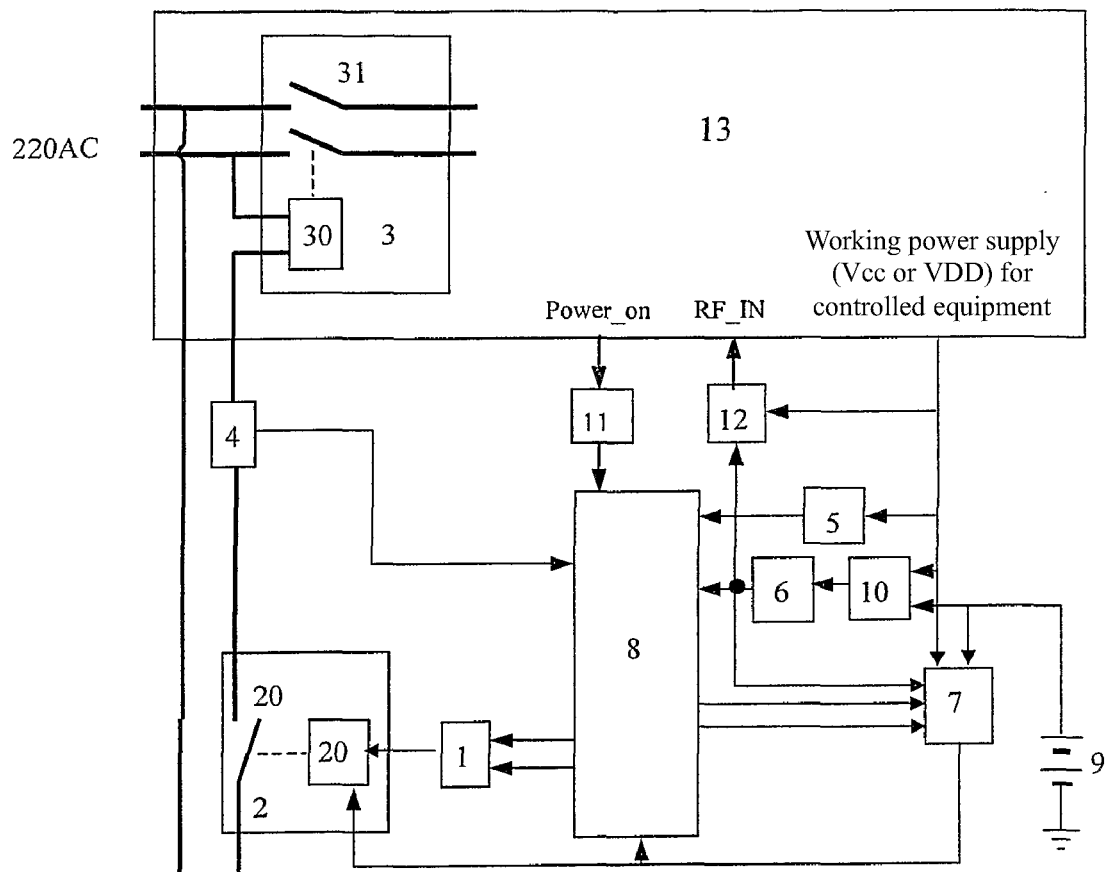 31
13
220AC
30
3
Working power supply
(Vcc or VDD) for
controlled equipment
Power_on
RF_IN
11
12
4
5
6
10
8
20
7
20
1
9
2